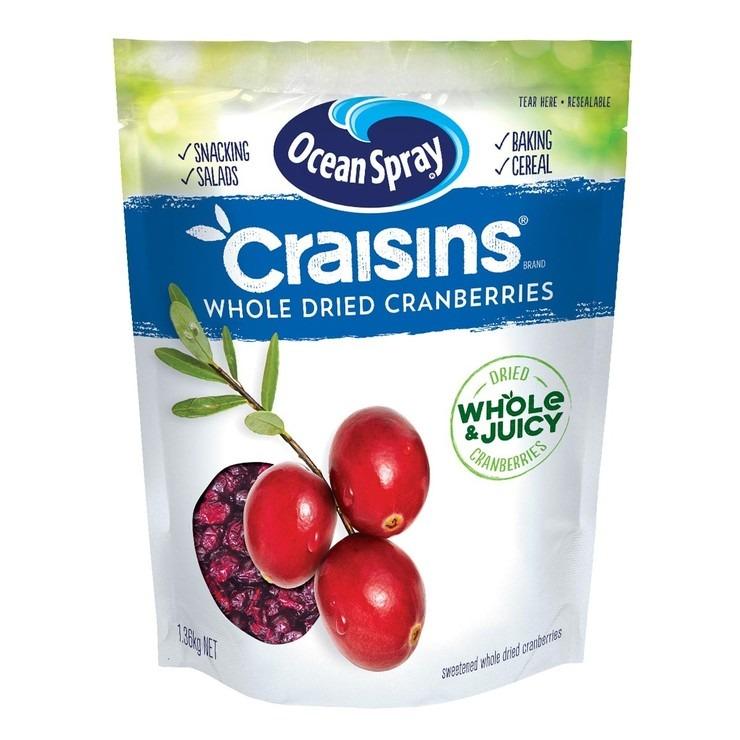 TEAR HERE • RESEALABLE
✓ SNACKING
✓ SALADS
Ocean Spray®
✓ BAKING
✓ CEREAL
Craisins®
BRAND
WHOLE DRIED CRANBERRIES
DRIED
WHOLE
& JUICY
CRANBERRIES
1.36kg NET
sweetened whole dried cranberries